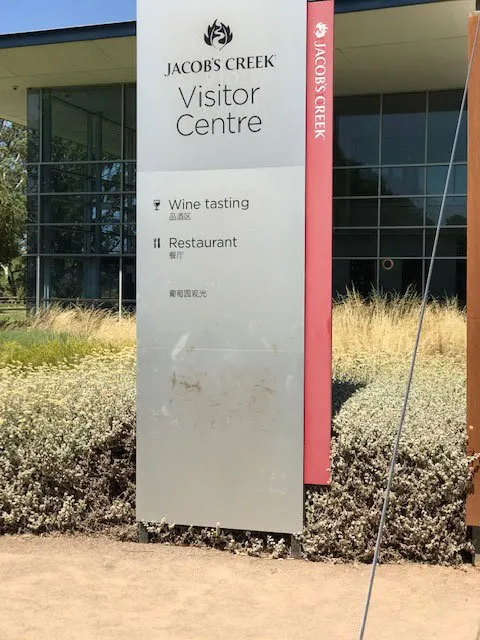 JACOB'S CREEK
Visitor
Centre
Wine tasting
品酒区
Restaurant
餐厅
葡萄园观光
JACOB'S CREEK